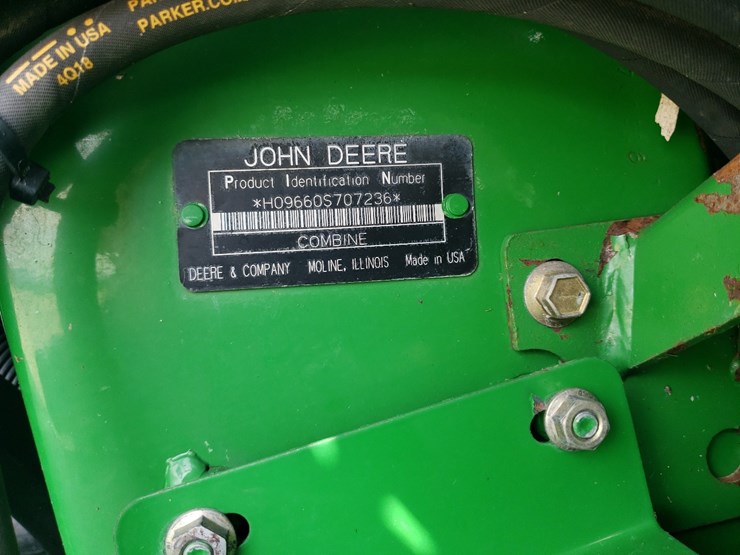 MADE IN USA
4Q18
PARKER.CO
JOHN DEERE
Product Identification Number
*H09660S707236*
COMBINE
DEERE & COMPANY MOLINE, ILLINOIS Made in USA